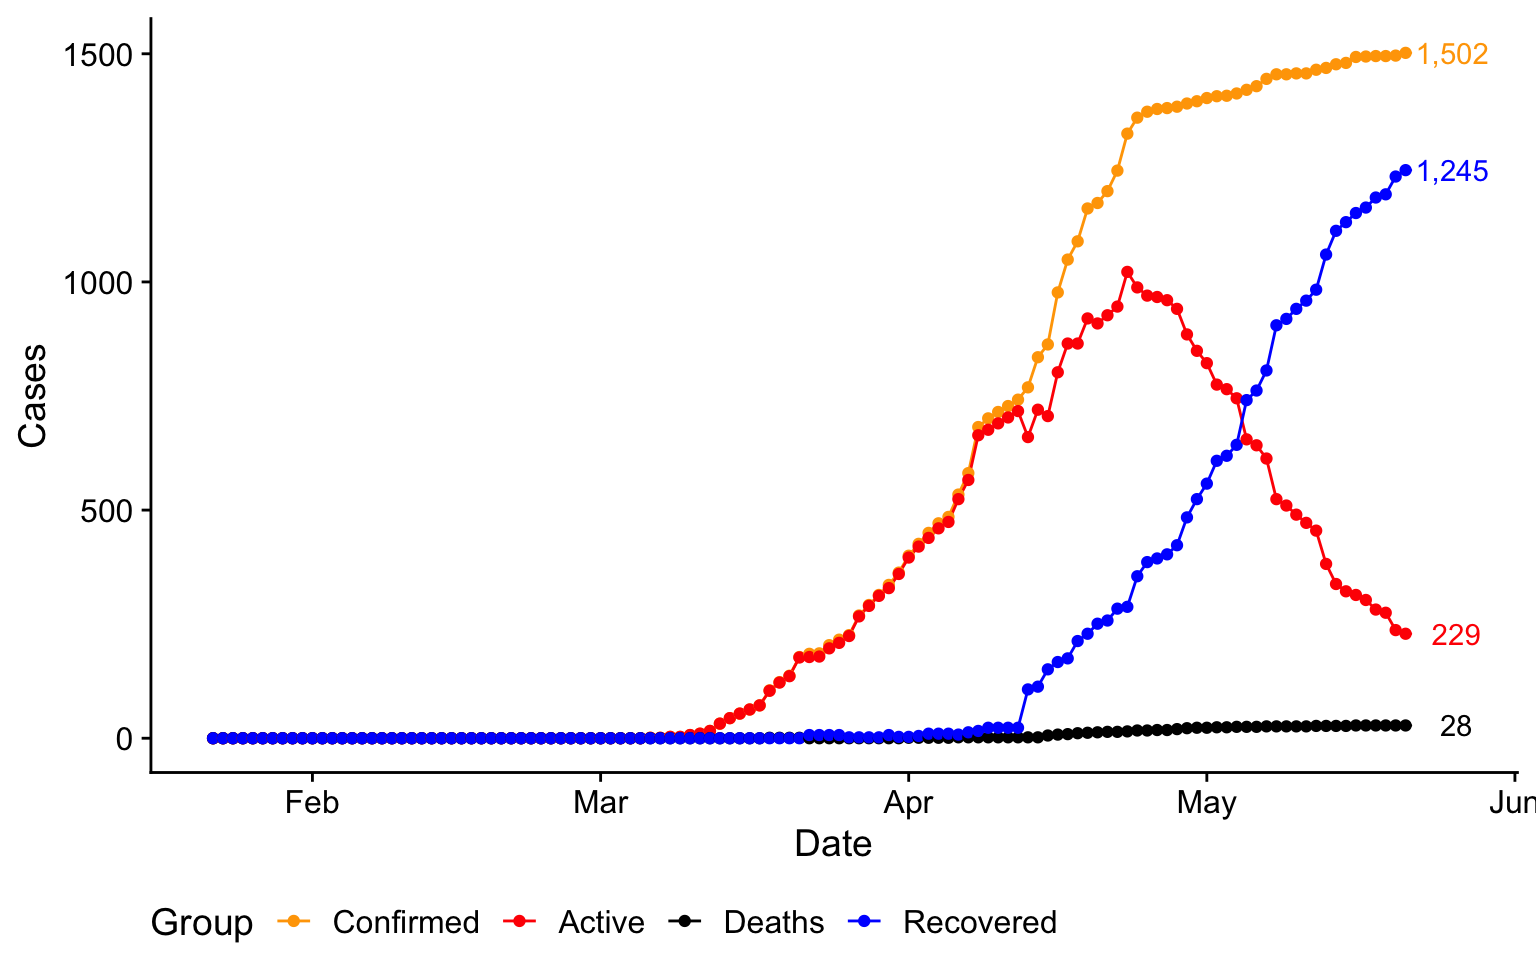 1500
1000
500
0
Cases
1,502
1,245
229
28
Feb Mar Apr May Jun
Date
Group Confirmed Active Deaths Recovered